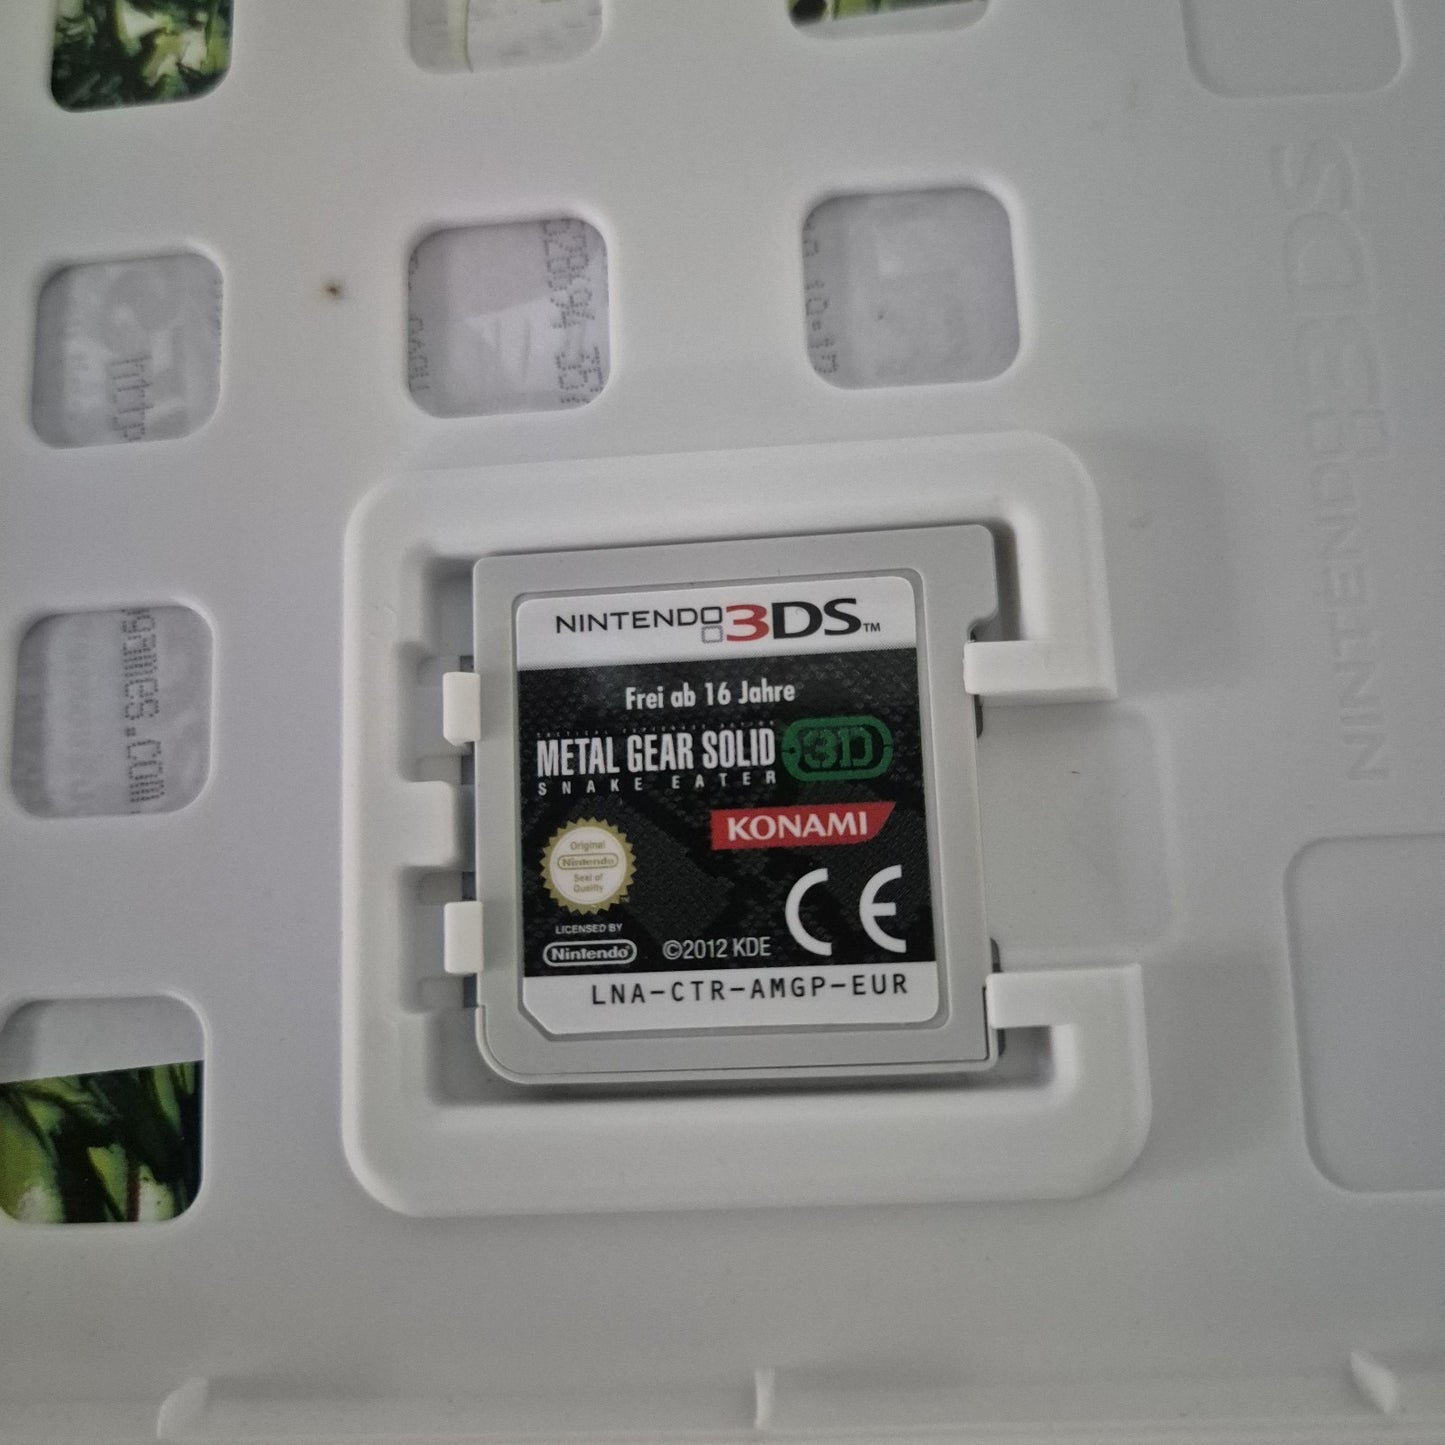 NINTENDO 3DS™
Frei ab 16 Jahre
METAL GEAR SOLID 3D
SNAKE EATER
KONAMI
Original
Nintendo
Seal of
Quality
LICENSED BY
Nintendo
©2012 KDE
CE
LNA-CTR-AMGP-EUR
NINTENDO 3DS